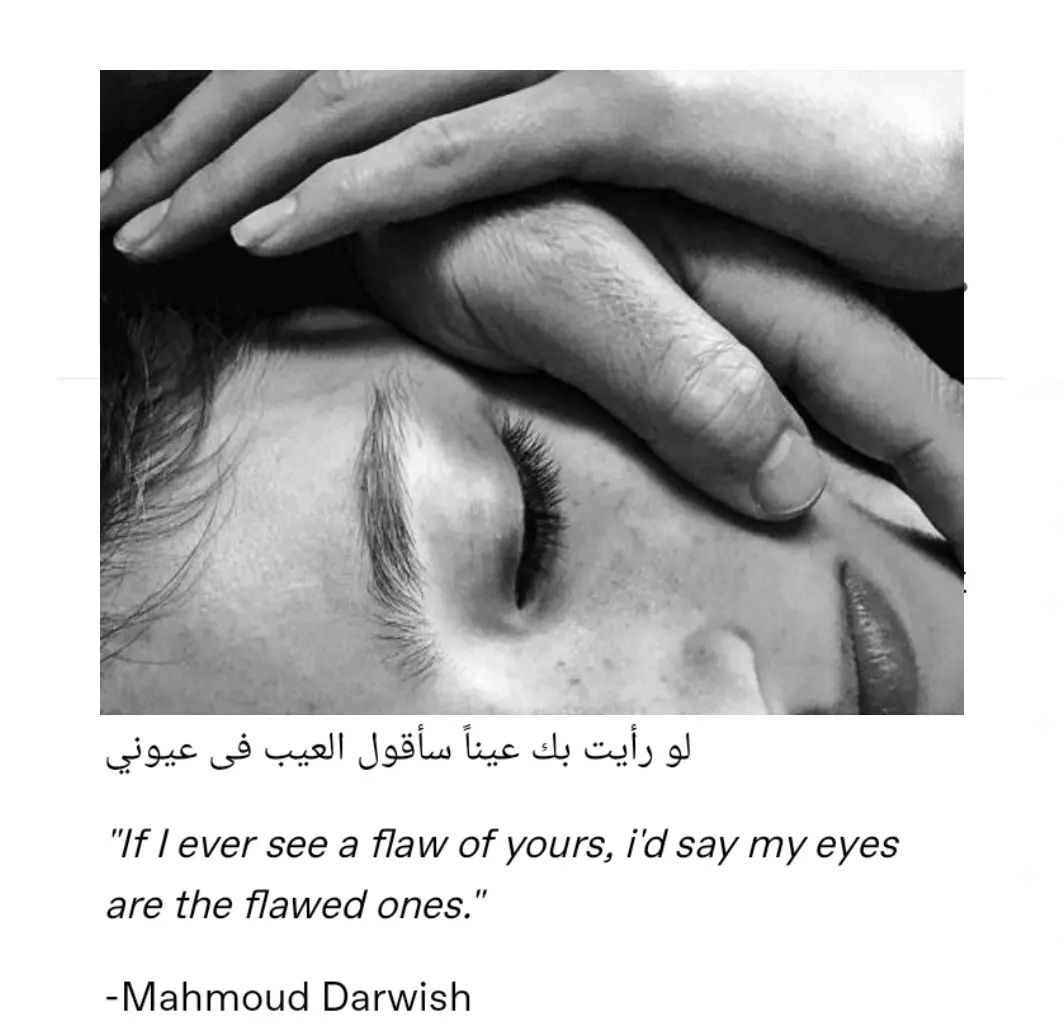 لو رأيت بك عيناً سأقول العيب فى عيوني
"If I ever see a flaw of yours, i'd say my eyes
are the flawed ones."
-Mahmoud Darwish